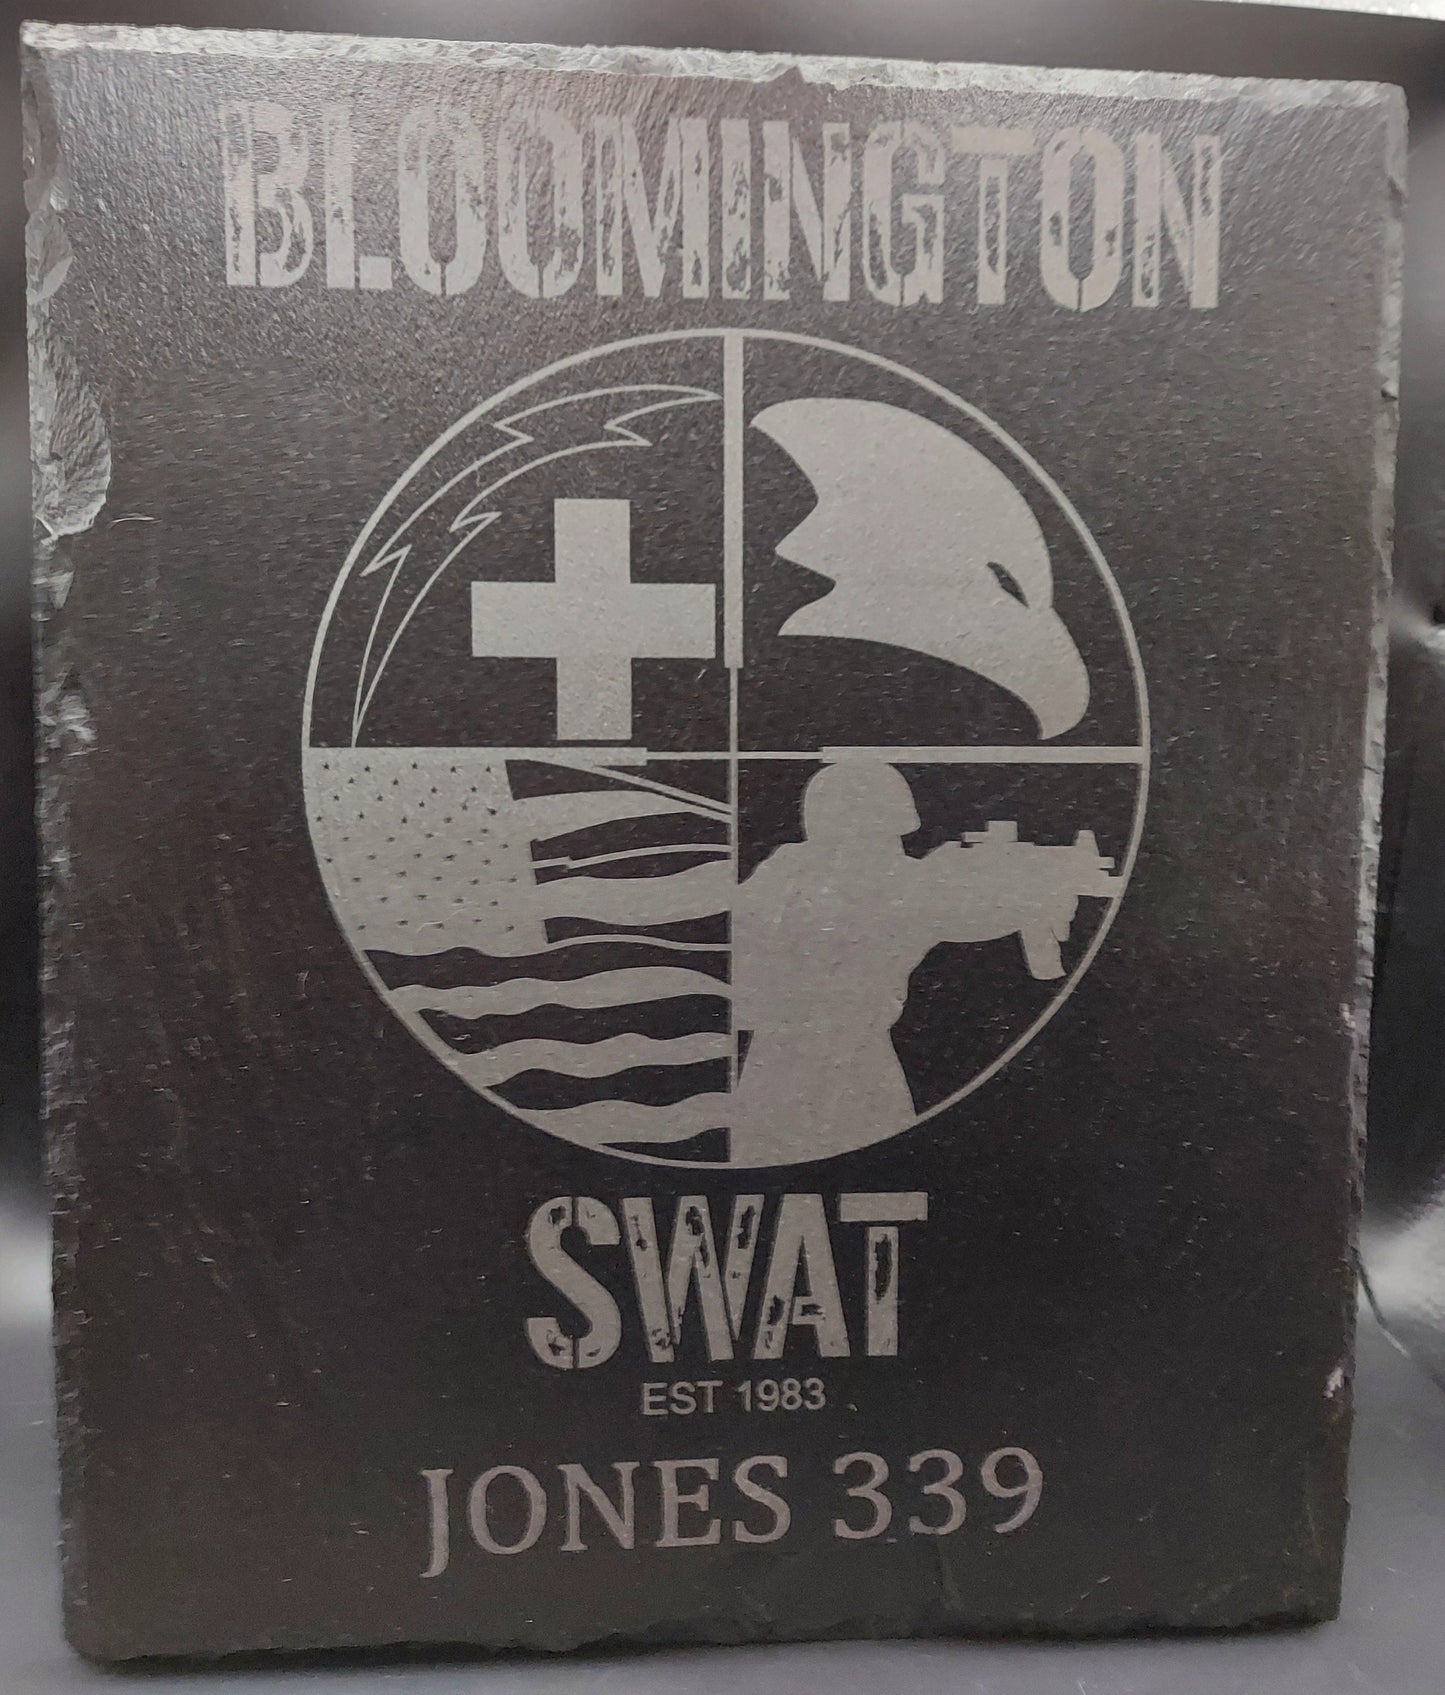 BLOOMINGTON
SWAT
EST 1983
JONES 339